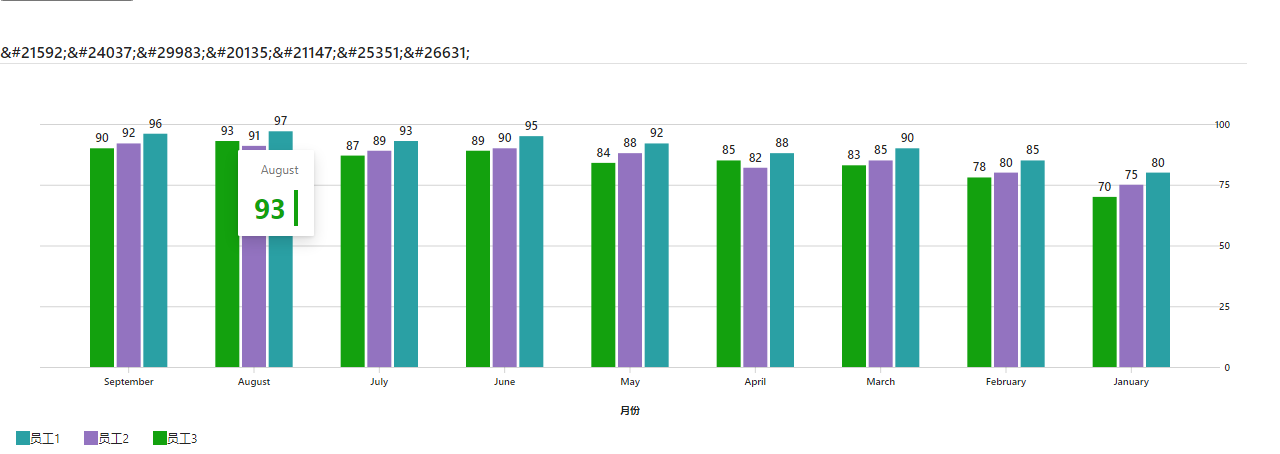 &#21592;&#24037;&#29983;&#20135;&#21147;&#25351;&#26631;
100
75
50
25
0
90 92 96 93 91 97 87 89 93 89 90 95 84 88 92 85 82 88 83 85 90 78 80 85 70 75 80
August
93
September August July June May April March February January
月份
员工1 员工2 员工3